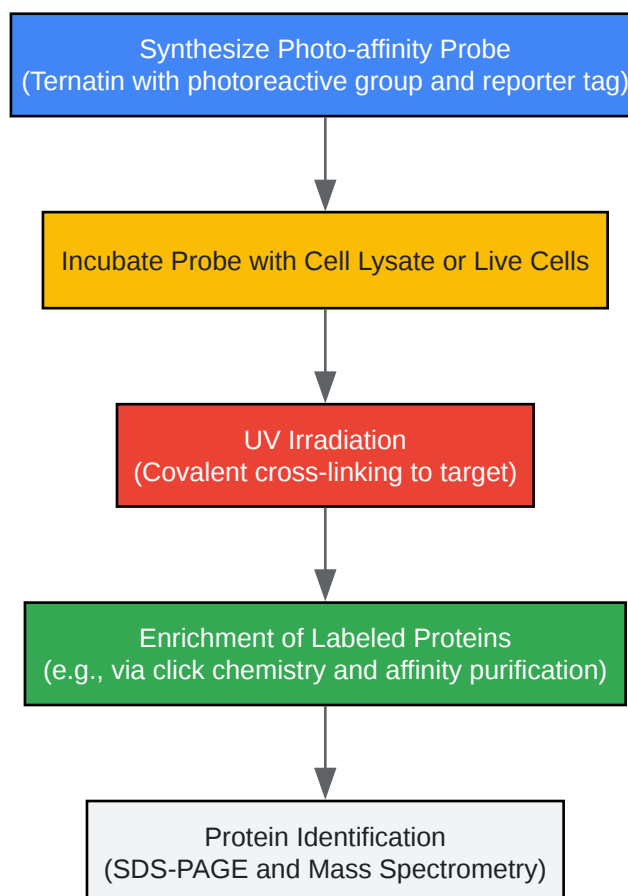 Synthesize Photo-affinity Probe
(Ternatin with photoreactive group and reporter tag)
Incubate Probe with Cell Lysate or Live Cells
UV Irradiation
(Covalent cross-linking to target)
Enrichment of Labeled Proteins
(e.g., via click chemistry and affinity purification)
Protein Identification
(SDS-PAGE and Mass Spectrometry)